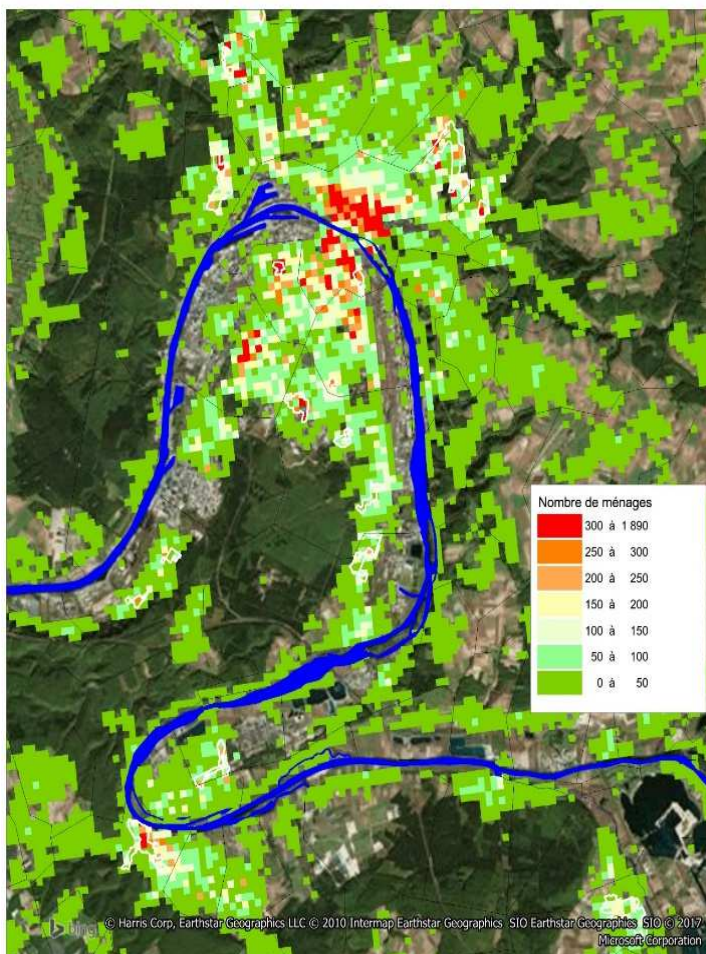 Nombre de ménages
300 à 1 890
250 à 300
200 à 250
150 à 200
100 à 150
50 à 100
0 à 50
bing
© Harris Corp, Earthstar Geographics LLC © 2010 Intermap Earthstar Geographics SIO Earthstar Geographics SIO © 2017
Microsoft Corporation